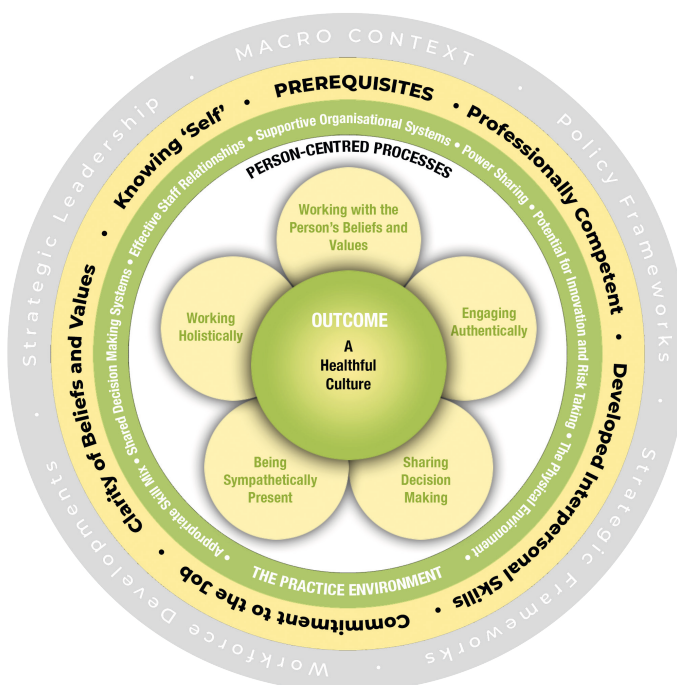 MACRO CONTEXT
Policy Frameworks
Strategic Frameworks
Workforce Developments
Strategic Leadership
PREREQUISITES
Professionally Competent
Developed Interpersonal Skills
Commitment to the Job
Clarity of Beliefs and Values
Knowing ‘Self’
THE PRACTICE ENVIRONMENT
Appropriate Skill Mix • Shared Decision Making Systems • Effective Staff Relationships • Supportive Organisational Systems • Power Sharing • Potential for Innovation and Risk Taking • The Physical Environment
PERSON-CENTRED PROCESSES
Working with the
Person’s Beliefs and
Values
Engaging
Authentically
Sharing
Decision
Making
Being
Sympathetically
Present
Working
Holistically
OUTCOME
A
Healthful
Culture